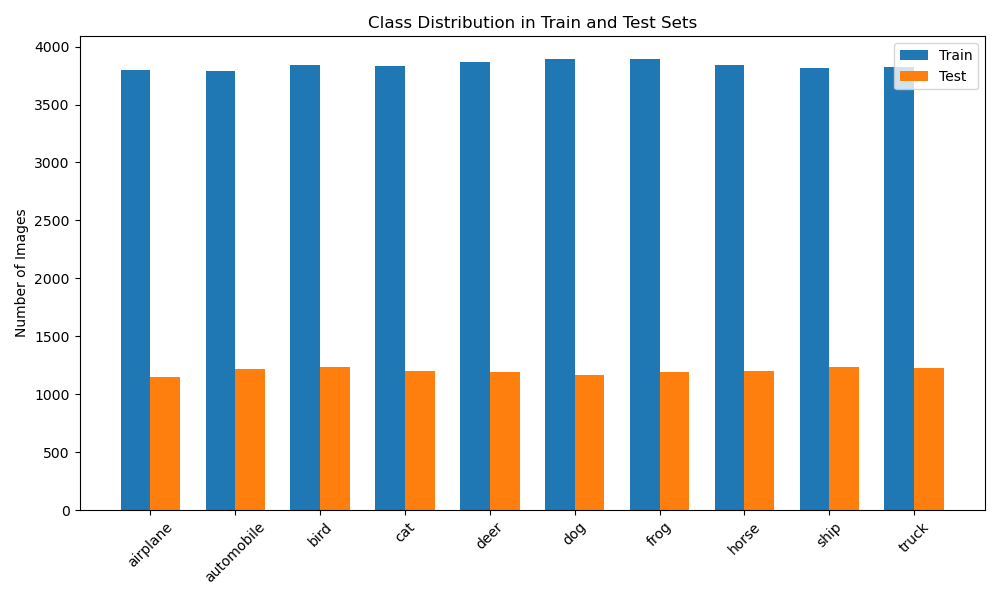 Class Distribution in Train and Test Sets
Train
Test
Number of Images
4000
3500
3000
2500
2000
1500
1000
500
0
airplane
automobile
bird
cat
deer
dog
frog
horse
ship
truck